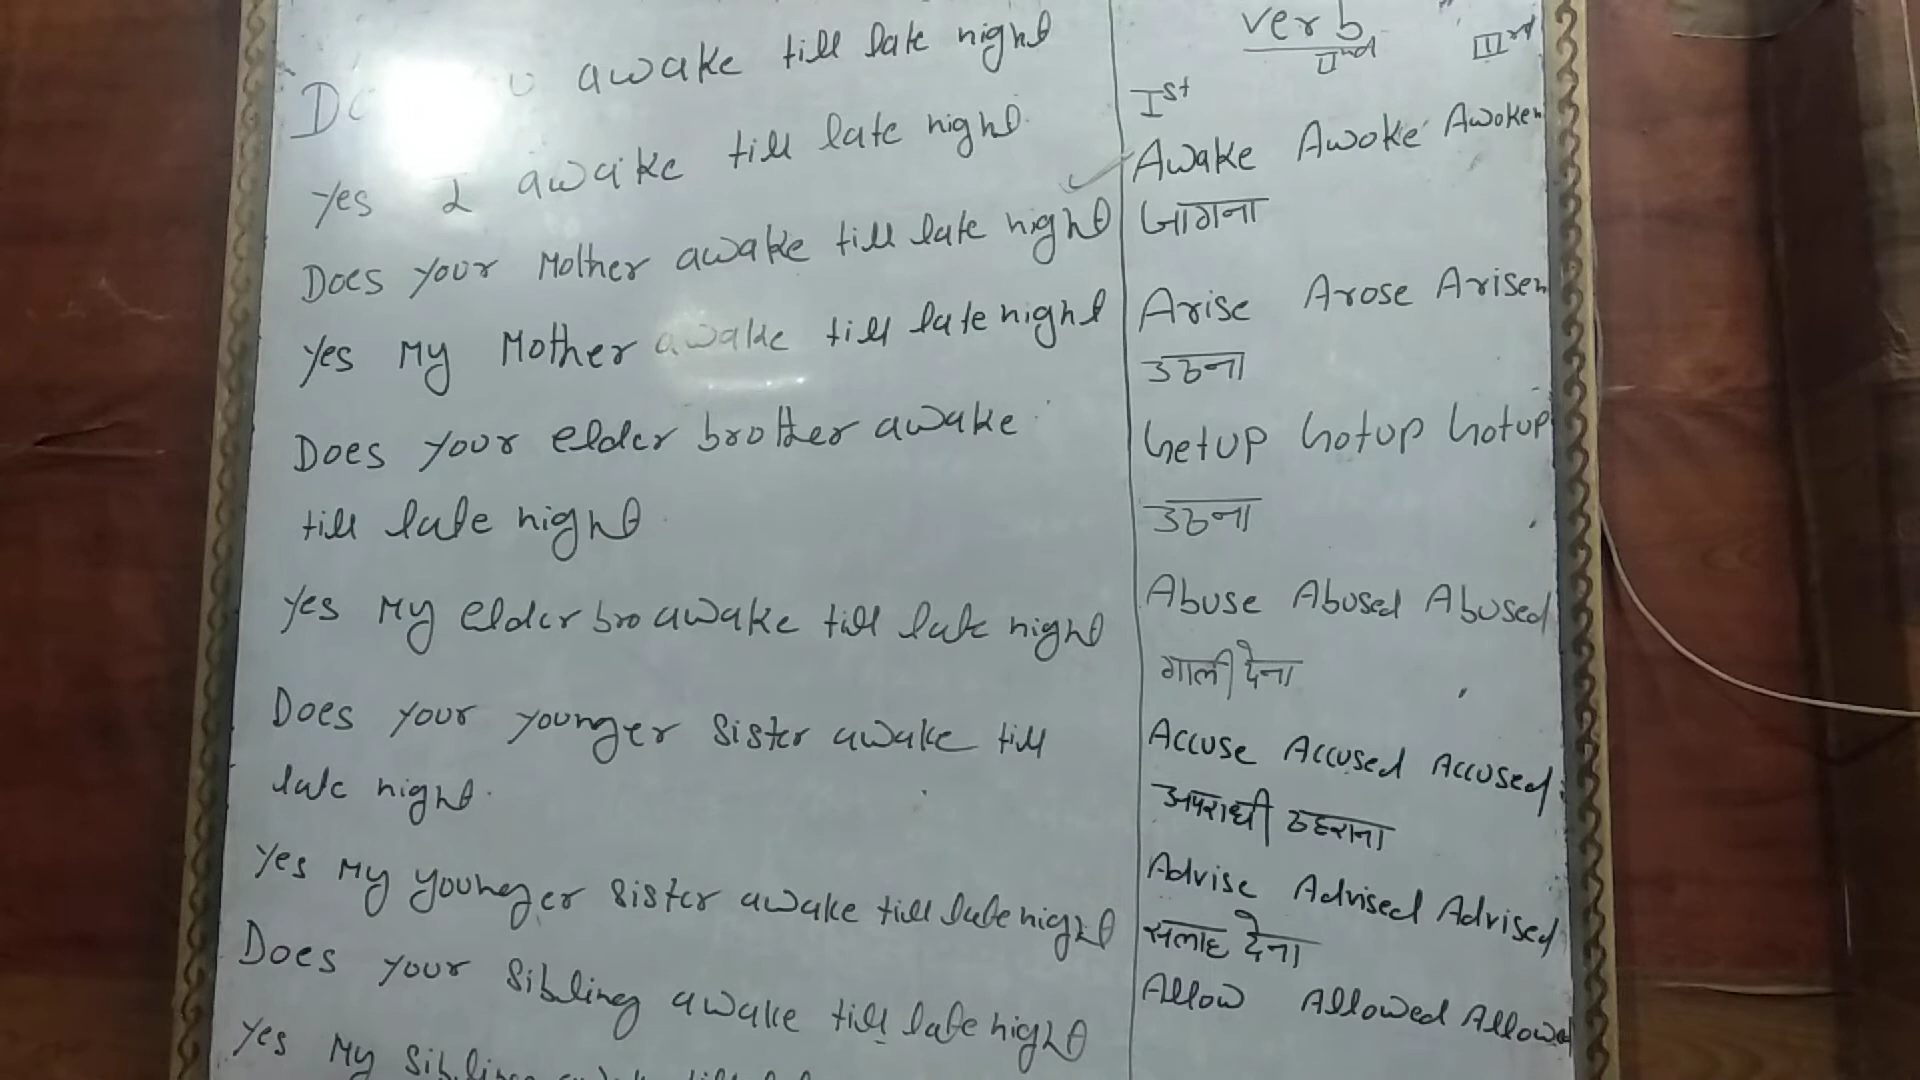 awake till late night
Yes I awake till late night
Does your Mother awake till late night
Yes My Mother awake till late night
Does your elder brother awake
till late night
Yes My elder bro awake till late night
Does your younger sister awake till
late night
Yes My younger sister awake till late night
Does your Sibling awake till late night
Yes My Sibling
verb
Ist IInd IIIrd
Awake Awoke Awoken
जागना
Arise Arose Arisen
उठना
Getup Gotup Gotup
उठना
Abuse Abused Abused
गाली देना
Accuse Accused Accused
अपराधी ठहराना
Advise Advised Advised
सलाह देना
Allow Allowed Allowed